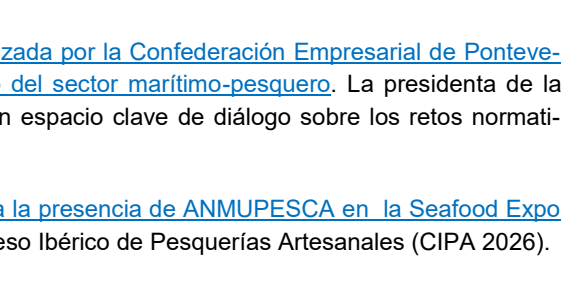 zada por la Confederación Empresarial de Ponteve-
del sector marítimo-pesquero. La presidenta de la
n espacio clave de diálogo sobre los retos normati-
a la presencia de ANMUPESCA en la Seafood Expo
eso Ibérico de Pesquerías Artesanales (CIPA 2026).